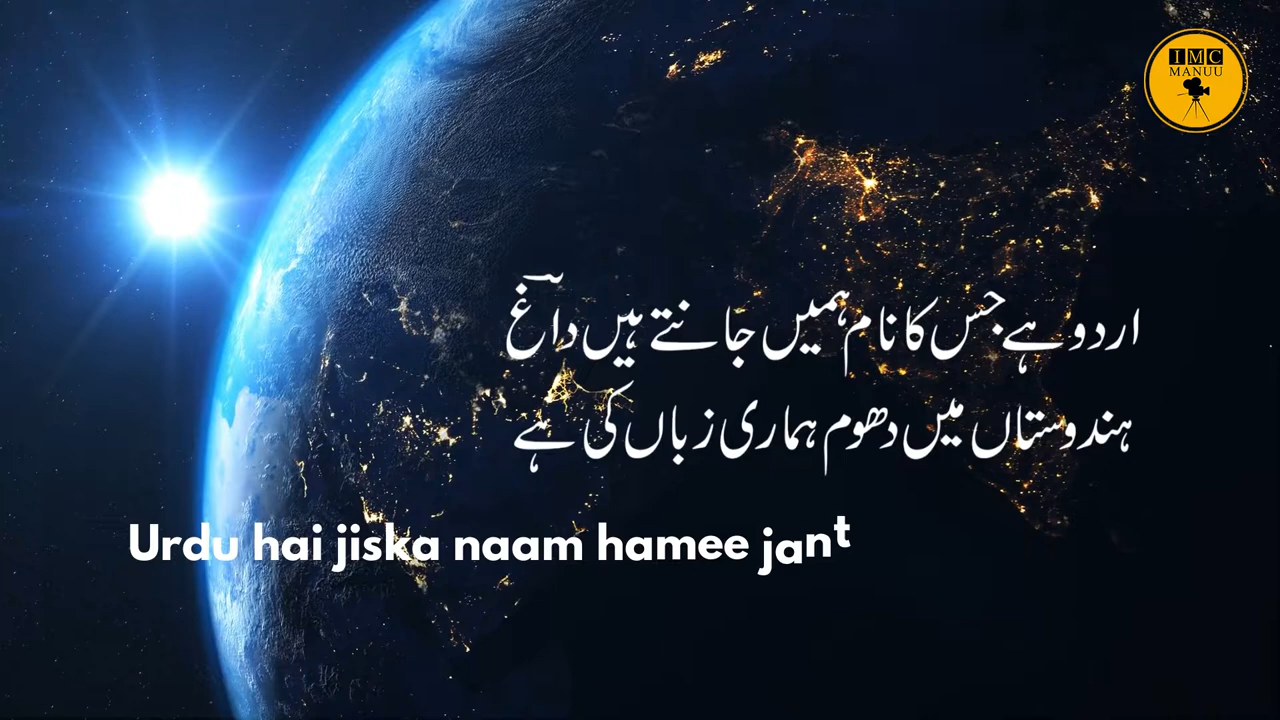 IMC
MANUU
اردو ہے جس کا نام ہمیں جانتے ہیں داغؔ
ہندوستاں میں دھوم ہماری زباں کی ہے
Urdu hai jiska naam hamee jant